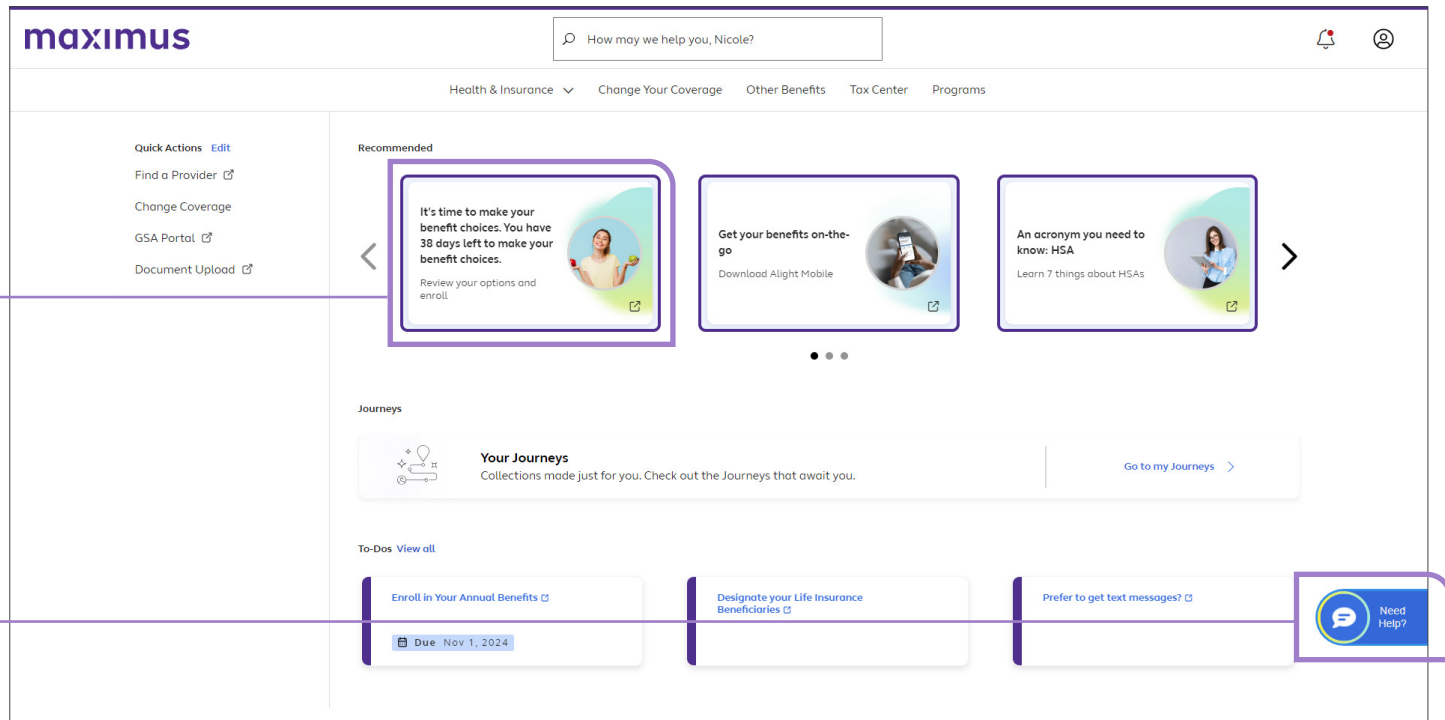 maximus
How may we help you, Nicole?
Health & Insurance Change Your Coverage Other Benefits Tax Center Programs
Quick Actions Edit
Find a Provider
Change Coverage
GSA Portal
Document Upload
Recommended
It's time to make your
benefit choices. You have
38 days left to make your
benefit choices.
Review your options and
enroll
Get your benefits on-the-
go
Download Alight Mobile
An acronym you need to
know: HSA
Learn 7 things about HSAs
Journeys
Your Journeys
Collections made just for you. Check out the Journeys that await you.
Go to my Journeys
To-Dos View all
Enroll in Your Annual Benefits
Due Nov 1, 2024
Designate your Life Insurance
Beneficiaries
Prefer to get text messages?
Need
Help?